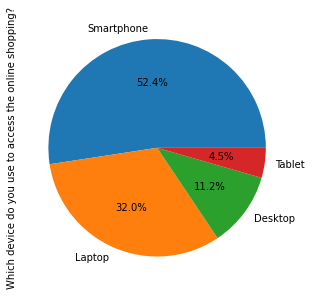 Which device do you use to access the online shopping?
Smartphone
52.4%
4.5%
Tablet
11.2%
Desktop
32.0%
Laptop